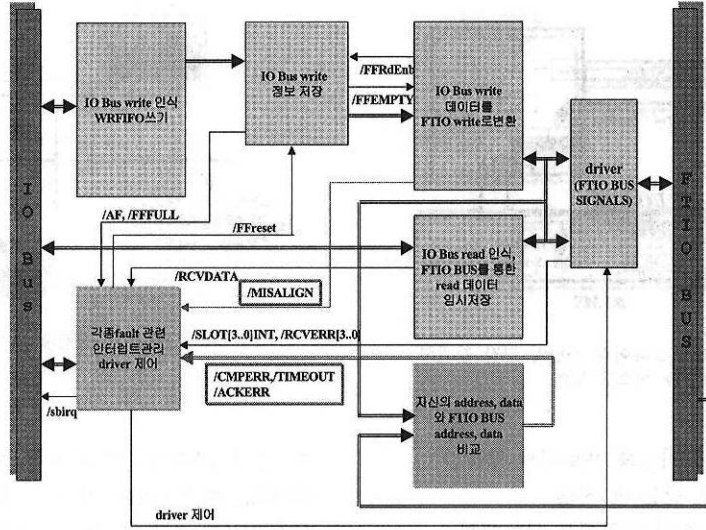 IO Bus
IO Bus write 인식
WRFIFO쓰기
IO Bus write
정보 저장
/FFRdEnb
/FFEMPTY
IO Bus write
데이터를
FTIO write로변환
driver
(FTIO BUS
SIGNALS)
FTIO BUS
/AF, /FFFULL
/FFreset
IO Bus read 인식,
FTIO BUS를 통한
read 데이터
임시저장
/RCVDATA
/MISALIGN
각종fault 관련
인터럽트관리
driver 제어
/SLOT[3..0]INT, /RCVERR[3..0]
/CMPERR,/TIMEOUT
/ACKERR
/sbirq
자신의 address, data
와 FTIO BUS
address, data
비교
driver 제어